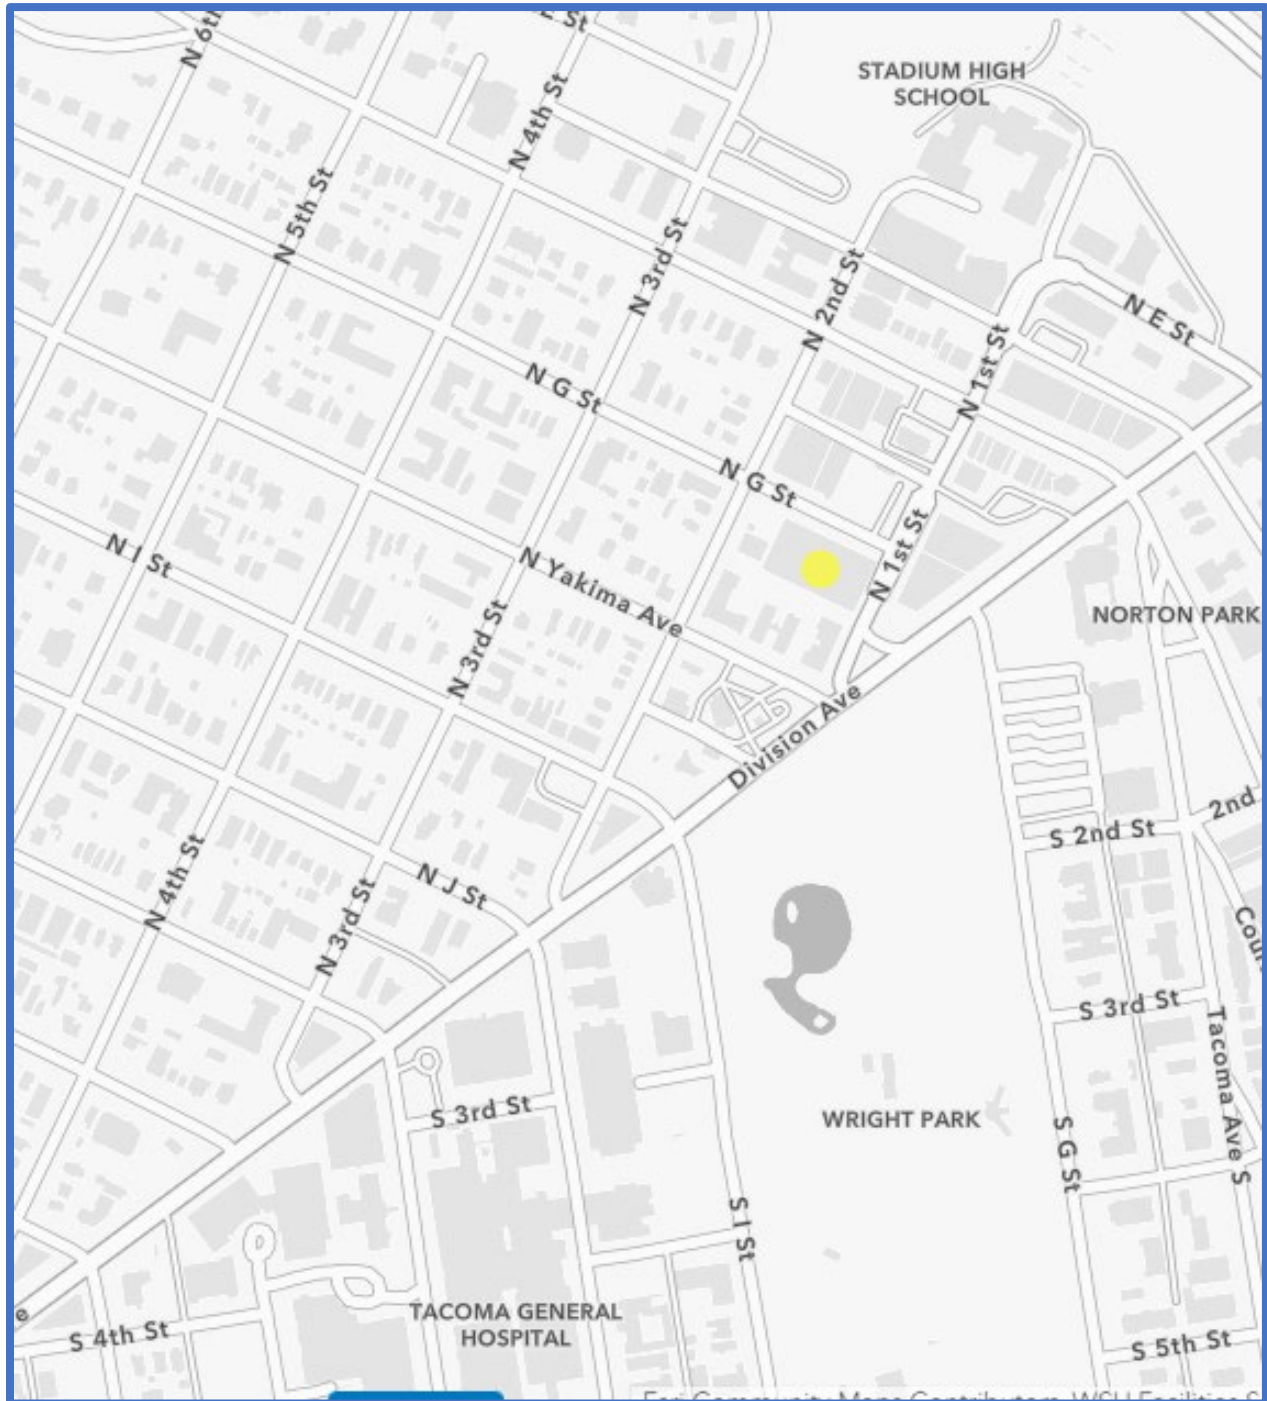 N 6th
N 4th St
STADIUM HIGH
SCHOOL
N 5th St
N 3rd St
N 2nd St
N E St
N 1st St
N G St
N G St
N 1st St
N I St
N Yakima Ave
NORTON PARK
N 3rd St
Division Ave
2nd
S 2nd St
N J St
N 4th St
N 3rd St
Cour
S 3rd St
Tacoma Ave S
S 3rd St
WRIGHT PARK
S G St
S I St
TACOMA GENERAL
HOSPITAL
e
S 4th St
S 5th St